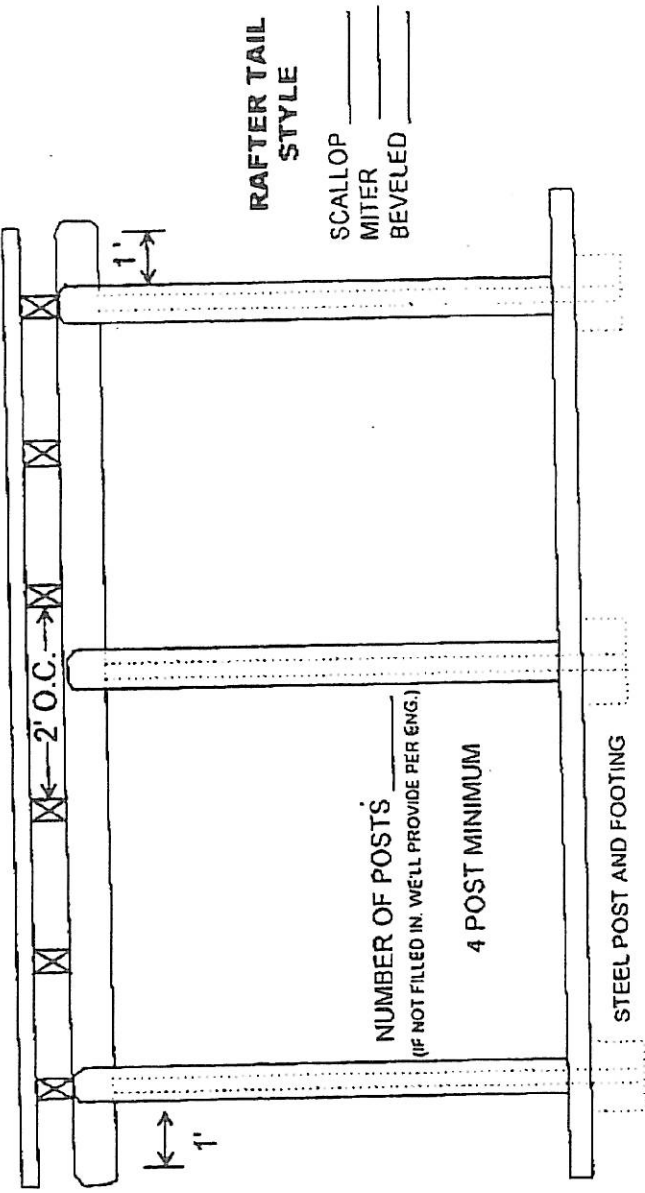 RAFTER TAIL
STYLE
SCALLOP
MITER
BEVELED
1'
2' O.C.
1'
NUMBER OF POSTS
(IF NOT FILLED IN. WE'LL PROVIDE PER ENG.)
4 POST MINIMUM
STEEL POST AND FOOTING